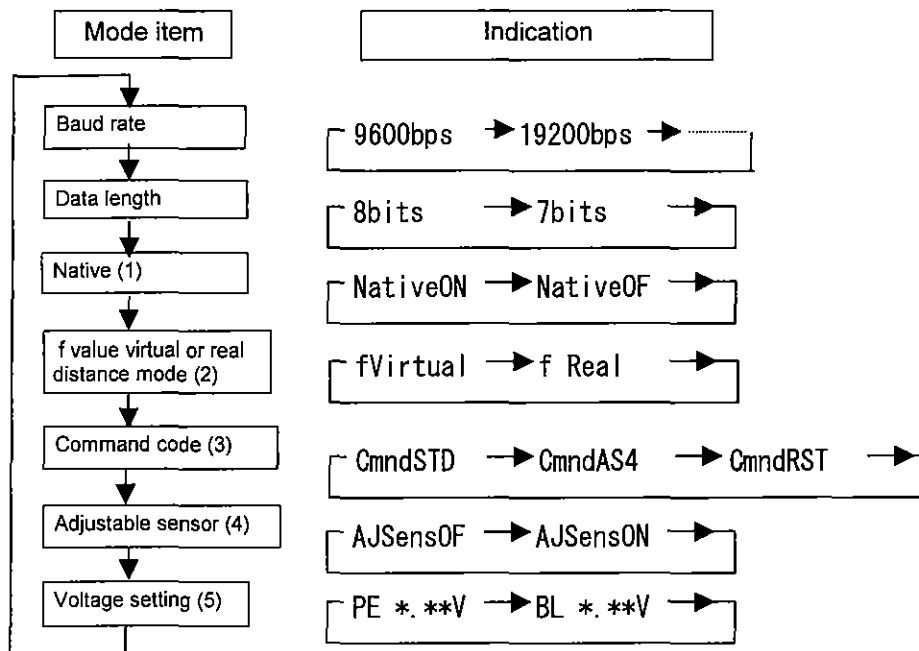 Mode item
Indication
Baud rate
9600bps 19200bps
Data length
8bits 7bits
Native (1)
NativeON NativeOF
f value virtual or real
distance mode (2)
fVirtual f Real
Command code (3)
CmndSTD CmndAS4 CmndRST
Adjustable sensor (4)
AJSensOF AJSensON
Voltage setting (5)
PE *.**V BL *.**V